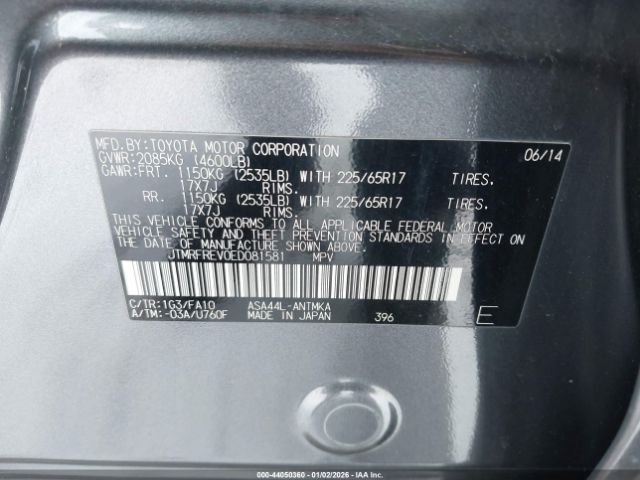 MFD.BY:TOYOTA MOTOR CORPORATION 06/14
GVWR:2085KG (4600LB)
GAWR:FRT. 1150KG (2535LB) WITH 225/65R17 TIRES.
17X7J RIMS.
RR. 1150KG (2535LB) WITH 225/65R17 TIRES.
17X7J RIMS.
THIS VEHICLE CONFORMS TO ALL APPLICABLE FEDERAL MOTOR
VEHICLE SAFETY AND THEFT PREVENTION STANDARDS IN EFFECT ON
THE DATE OF MANUFACTURE SHOWN ABOVE.
JTMRFREV0ED081581 MPV
C/TR:1G3/FA10 ASA44L-ANTMKA
A/TM:-03A/U760F MADE IN JAPAN 396 E
000-44050360 - 01/02/2026 - IAA Inc.